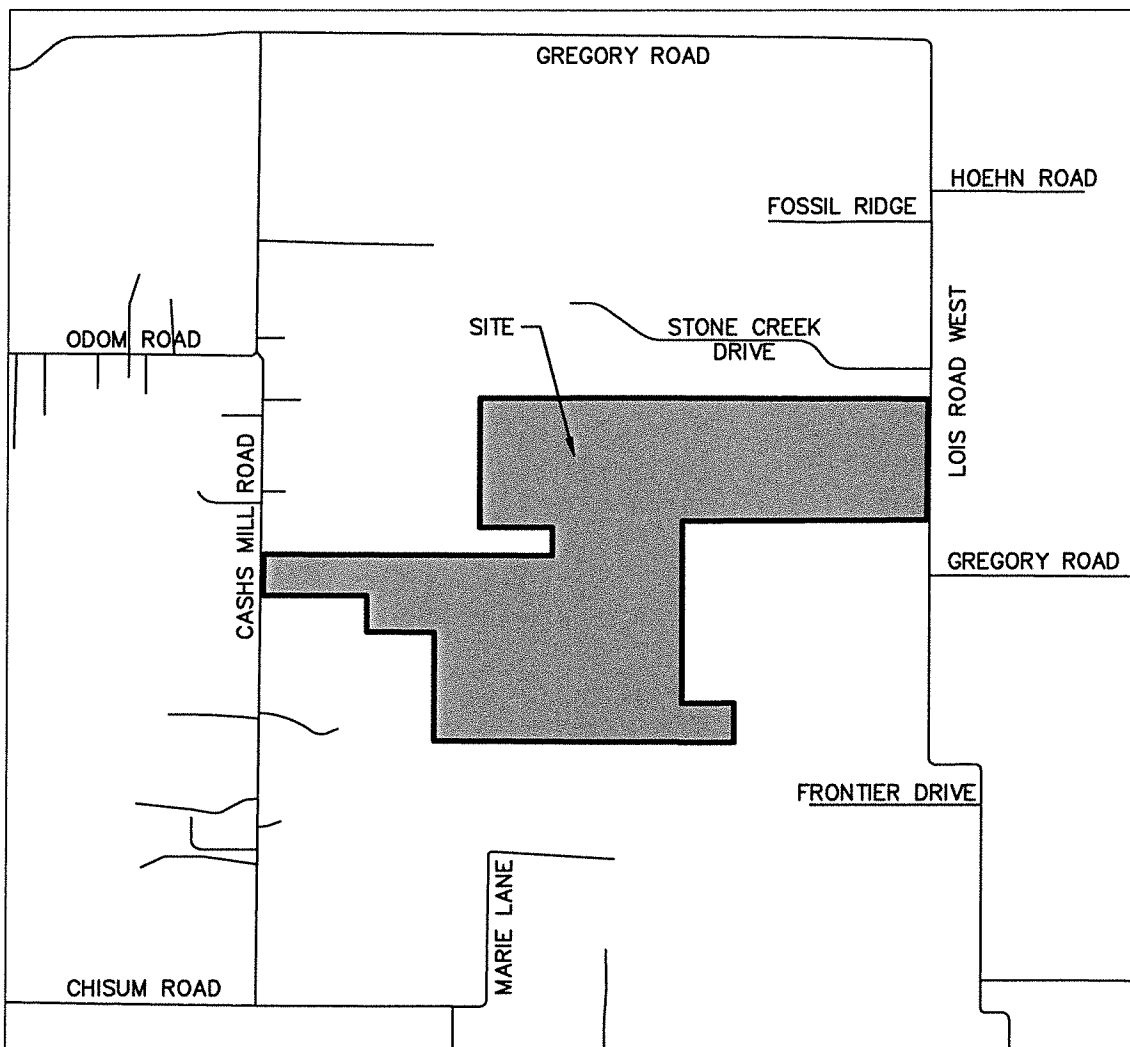 GREGORY ROAD
HOEHN ROAD
FOSSIL RIDGE
LOIS ROAD WEST
SITE
STONE CREEK
DRIVE
ODOM ROAD
CASHS MILL ROAD
GREGORY ROAD
FRONTIER DRIVE
MARIE LANE
CHISUM ROAD